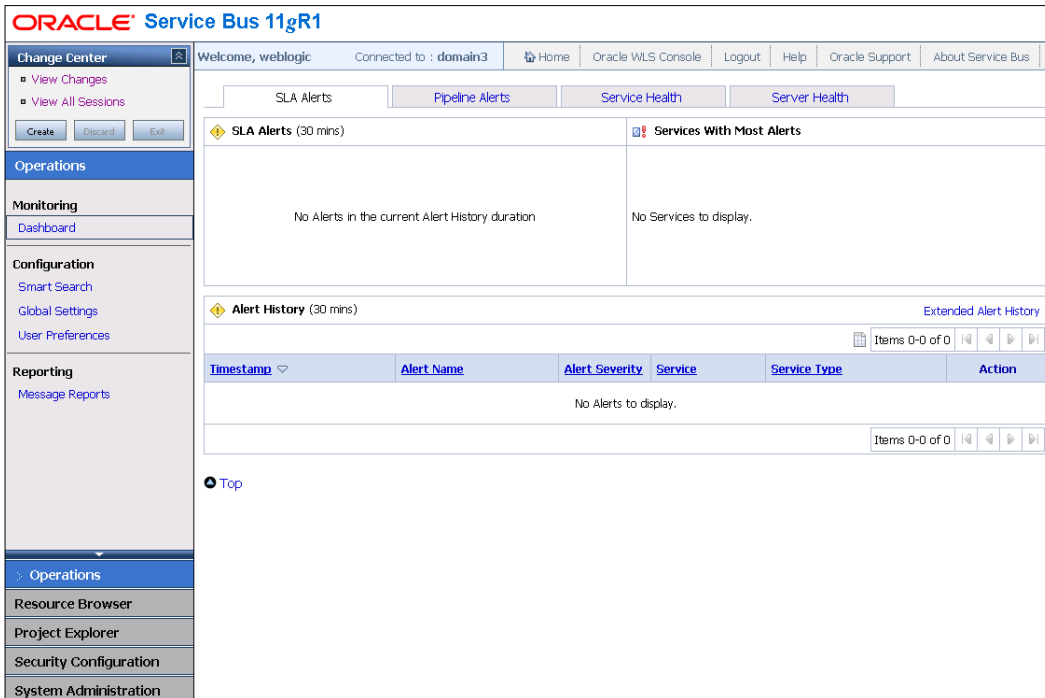 ORACLE Service Bus 11gR1
Change Center
View Changes
View All Sessions
Create Discard Exit
Operations
Monitoring
Dashboard
Configuration
Smart Search
Global Settings
User Preferences
Reporting
Message Reports
Operations
Resource Browser
Project Explorer
Security Configuration
System Administration
Welcome, weblogic Connected to : domain3 Home Oracle WLS Console Logout Help Oracle Support About Service Bus
SLA Alerts Pipeline Alerts Service Health Server Health
SLA Alerts (30 mins)
No Alerts in the current Alert History duration
Services With Most Alerts
No Services to display.
Alert History (30 mins) Extended Alert History
Items 0-0 of 0
Timestamp Alert Name Alert Severity Service Service Type Action
No Alerts to display.
Items 0-0 of 0
Top